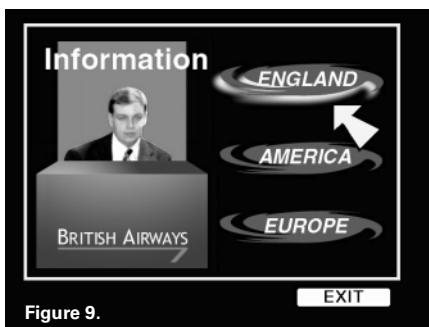 Information
ENGLAND
AMERICA
BRITISH AIRWAYS
EUROPE
EXIT
Figure 9.